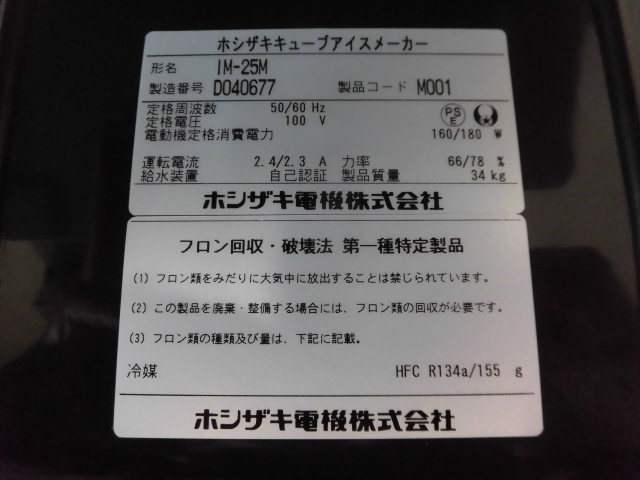 ホシザキキューブアイスメーカー
形名 IM-25M
製造番号 D040677 製品コード M001
定格周波数 50/60 Hz
定格電圧 100 V
PSE
電動機定格消費電力 160/180 W
運転電流 2.4/2.3 A 力率 66/78 %
給水装置 自己認証 製品質量 34 kg
ホシザキ電機株式会社
フロン回収・破壊法 第一種特定製品
(1) フロン類をみだりに大気中に放出することは禁じられています。
(2) この製品を廃棄・整備する場合には、フロン類の回収が必要です。
(3) フロン類の種類及び量は、下記に記載。
冷媒 HFC R134a/155 g
ホシザキ電機株式会社